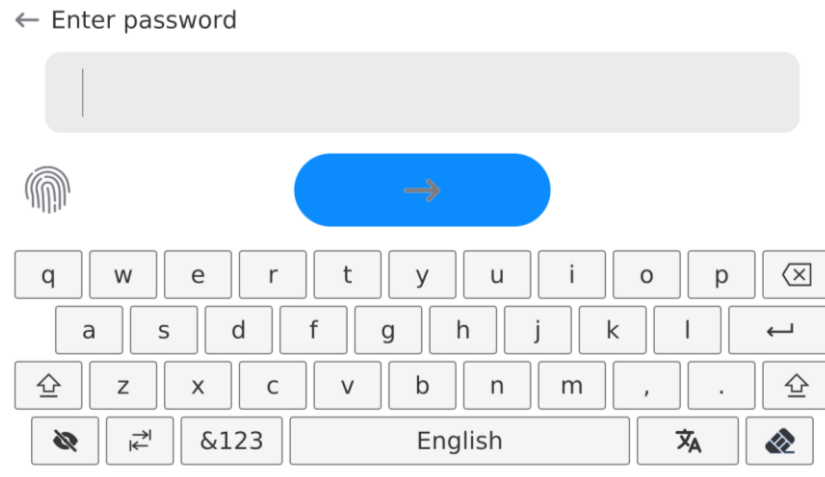 Enter password
q w e r t y u i o p
a s d f g h j k l
z x c v b n m , .
&123 English